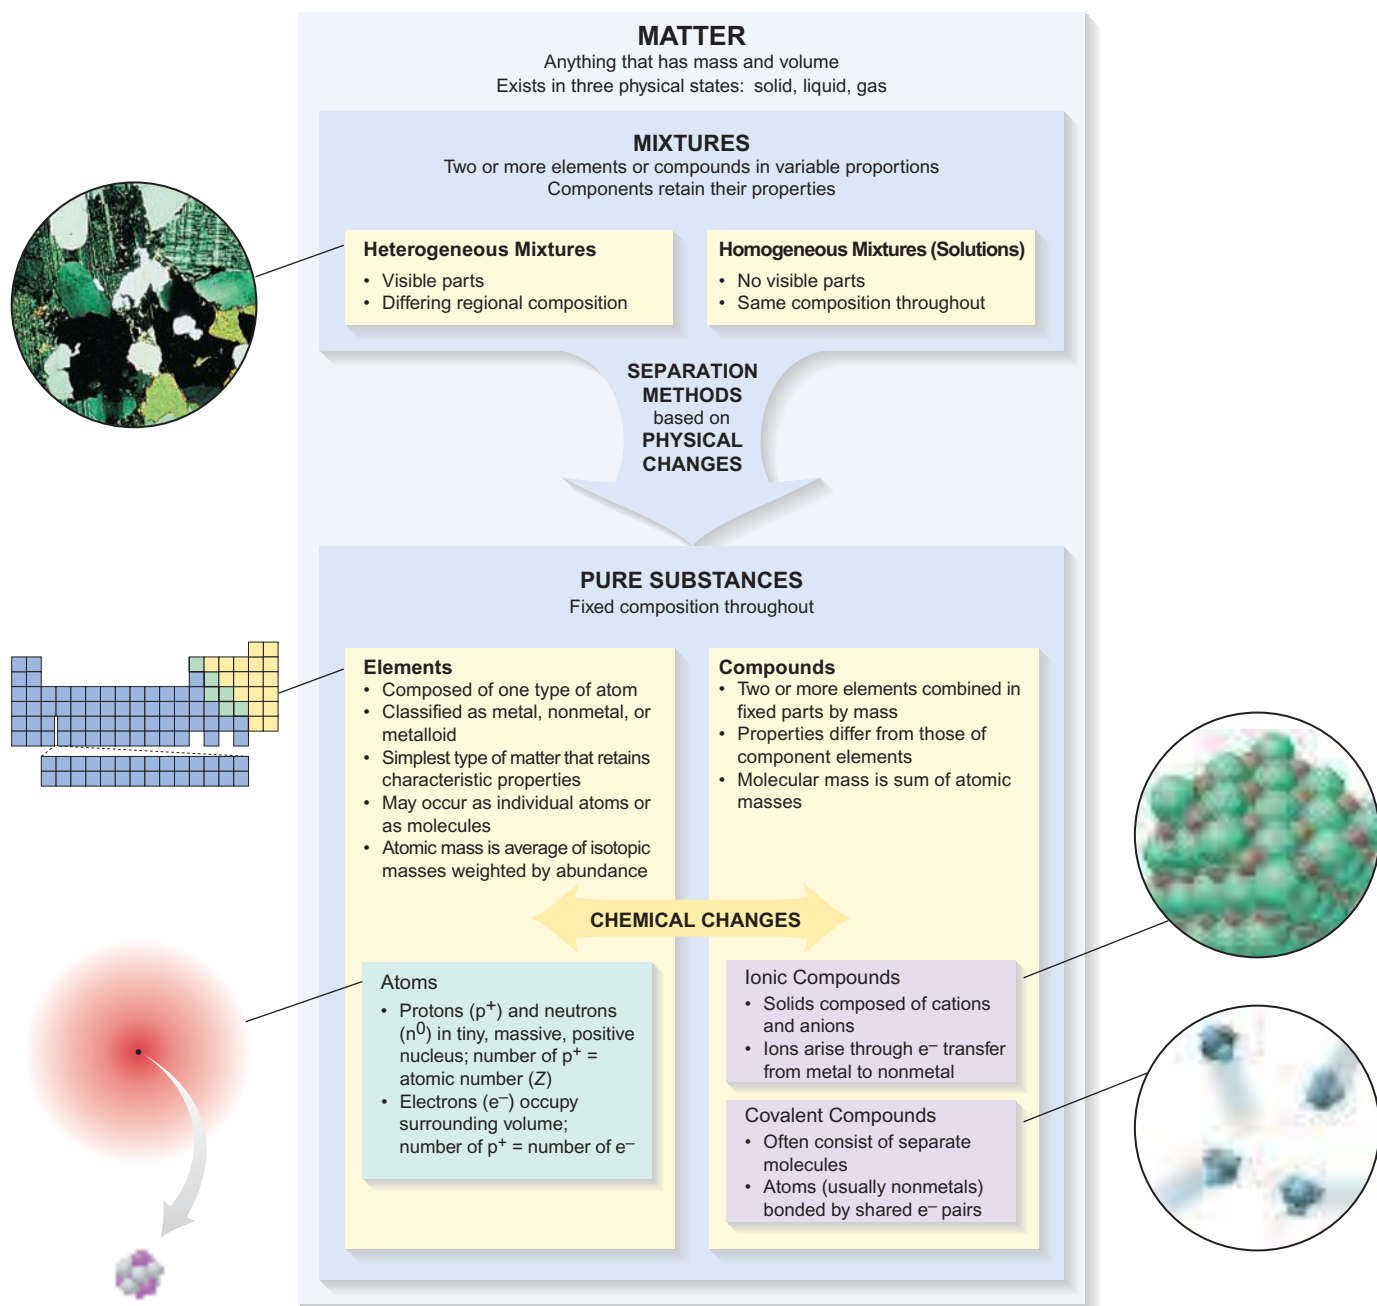 MATTER
Anything that has mass and volume
Exists in three physical states: solid, liquid, gas
MIXTURES
Two or more elements or compounds in variable proportions
Components retain their properties
Heterogeneous Mixtures
• Visible parts
• Differing regional composition
Homogeneous Mixtures (Solutions)
• No visible parts
• Same composition throughout
SEPARATION
METHODS
based on
PHYSICAL
CHANGES
PURE SUBSTANCES
Fixed composition throughout
Elements
• Composed of one type of atom
• Classified as metal, nonmetal, or
metalloid
• Simplest type of matter that retains
characteristic properties
• May occur as individual atoms or
as molecules
• Atomic mass is average of isotopic
masses weighted by abundance
Compounds
• Two or more elements combined in
fixed parts by mass
• Properties differ from those of
component elements
• Molecular mass is sum of atomic
masses
CHEMICAL CHANGES
Atoms
• Protons (p⁺) and neutrons
(n⁰) in tiny, massive, positive
nucleus; number of p⁺ =
atomic number (Z)
• Electrons (e⁻) occupy
surrounding volume;
number of p⁺ = number of e⁻
Ionic Compounds
• Solids composed of cations
and anions
• Ions arise through e⁻ transfer
from metal to nonmetal
Covalent Compounds
• Often consist of separate
molecules
• Atoms (usually nonmetals)
bonded by shared e⁻ pairs